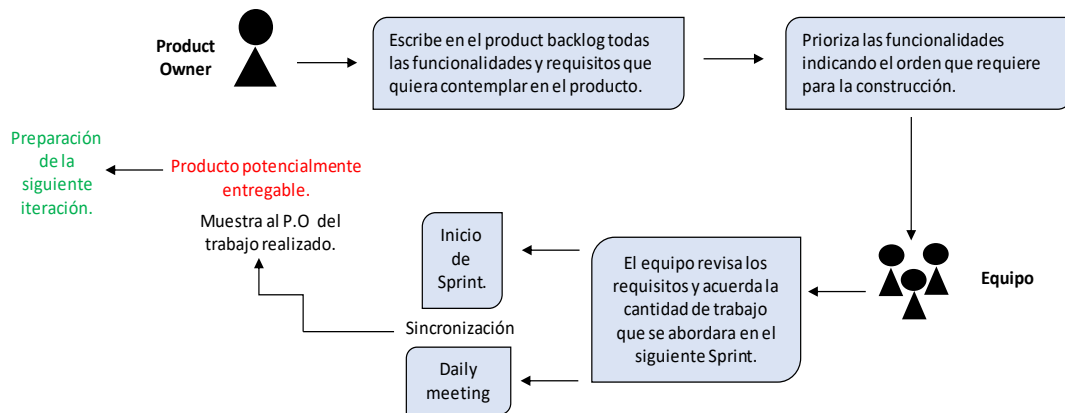 Product
Owner
Escribe en el product backlog todas
las funcionalidades y requisitos que
quiera contemplar en el producto.
Prioriza las funcionalidades
indicando el orden que requiere
para la construcción.
Equipo
El equipo revisa los
requisitos y acuerda la
cantidad de trabajo
que se abordara en el
siguiente Sprint.
Inicio
de
Sprint.
Sincronización
Daily
meeting
Producto potencialmente
entregable.
Muestra al P.O del
trabajo realizado.
Preparación
de la
siguiente
iteración.